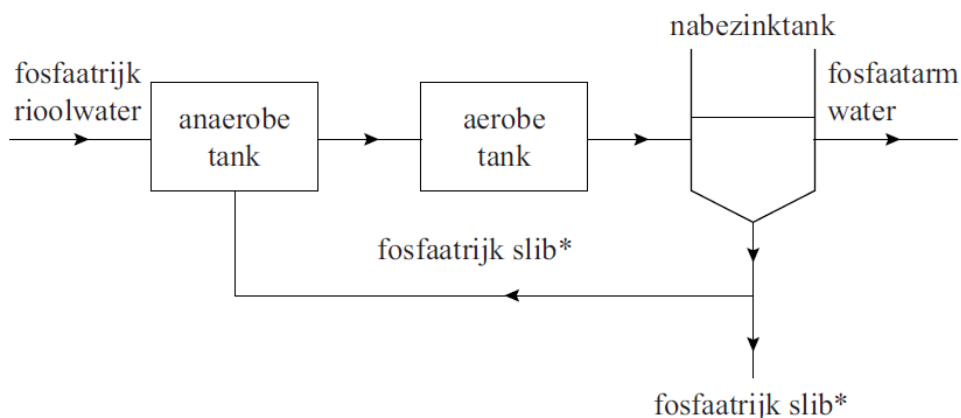 nabezinktank
fosfaatrijk
rioolwater
anaerobe
tank
aerobe
tank
fosfaatarm
water
fosfaatrijk slib*
fosfaatrijk slib*